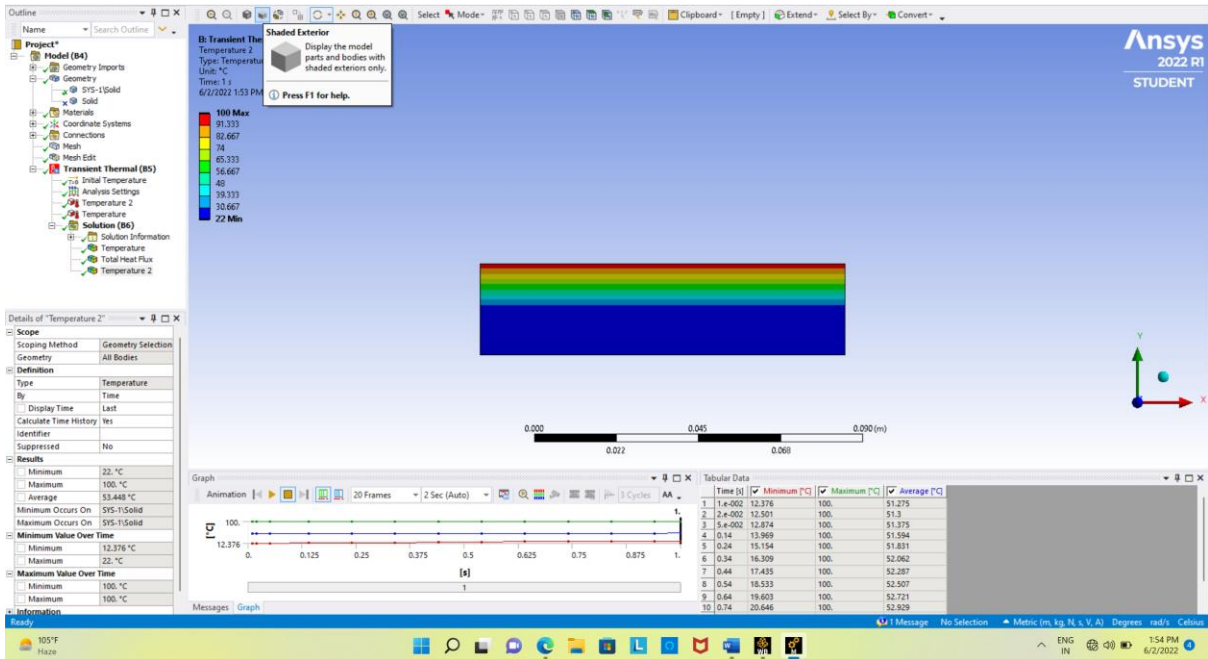 Outline
Name
Search Outline
Project*
Model (B4)
Geometry Imports
Geometry
SYS-1\Solid
Solid
Materials
Coordinate Systems
Connections
Mesh
Mesh Edit
Transient Thermal (B5)
Initial Temperature
Analysis Settings
Temperature 2
Temperature
Solution (B6)
Solution Information
Temperature
Total Heat Flux
Temperature 2
Details of "Temperature 2"
Scope
Scoping Method Geometry Selection
Geometry All Bodies
Definition
Type Temperature
By Time
Display Time Last
Calculate Time History Yes
Identifier
Suppressed No
Results
Minimum 22. °C
Maximum 100. °C
Average 53.448 °C
Minimum Occurs On SYS-1\Solid
Maximum Occurs On SYS-1\Solid
Minimum Value Over Time
Minimum 12.376 °C
Maximum 22. °C
Maximum Value Over Time
Minimum 100. °C
Maximum 100. °C
Information
Select Mode
Clipboard [Empty] Extend Select By Convert
B: Transient The
Temperature 2
Type: Temperatu
Unit: °C
Time: 1 s
6/2/2022 1:53 PM
Shaded Exterior
Display the model
parts and bodies with
shaded exteriors only.
Press F1 for help.
100 Max
91.333
82.667
74
65.333
56.667
48
39.333
30.667
22 Min
Ansys
2022 R1
STUDENT
Y
X
0.000 0.045 0.090 (m)
0.022 0.068
Graph
Animation 20 Frames 2 Sec (Auto) 3 Cycles AA
1.
100.
[°C]
12.376
0. 0.125 0.25 0.375 0.5 0.625 0.75 0.875 1.
[s]
1
Messages Graph
Tabular Data
Time [s] Minimum [°C] Maximum [°C] Average [°C]
1 1.e-002 12.376 100. 51.275
2 2.e-002 12.501 100. 51.3
3 5.e-002 12.874 100. 51.375
4 0.14 13.969 100. 51.594
5 0.24 15.154 100. 51.831
6 0.34 16.309 100. 52.062
7 0.44 17.435 100. 52.287
8 0.54 18.533 100. 52.507
9 0.64 19.603 100. 52.721
10 0.74 20.646 100. 52.929
Ready
1 Message No Selection Metric (m, kg, N, s, V, A) Degrees rad/s Celsius
105°F
Haze
ENG
IN
1:54 PM
6/2/2022
4